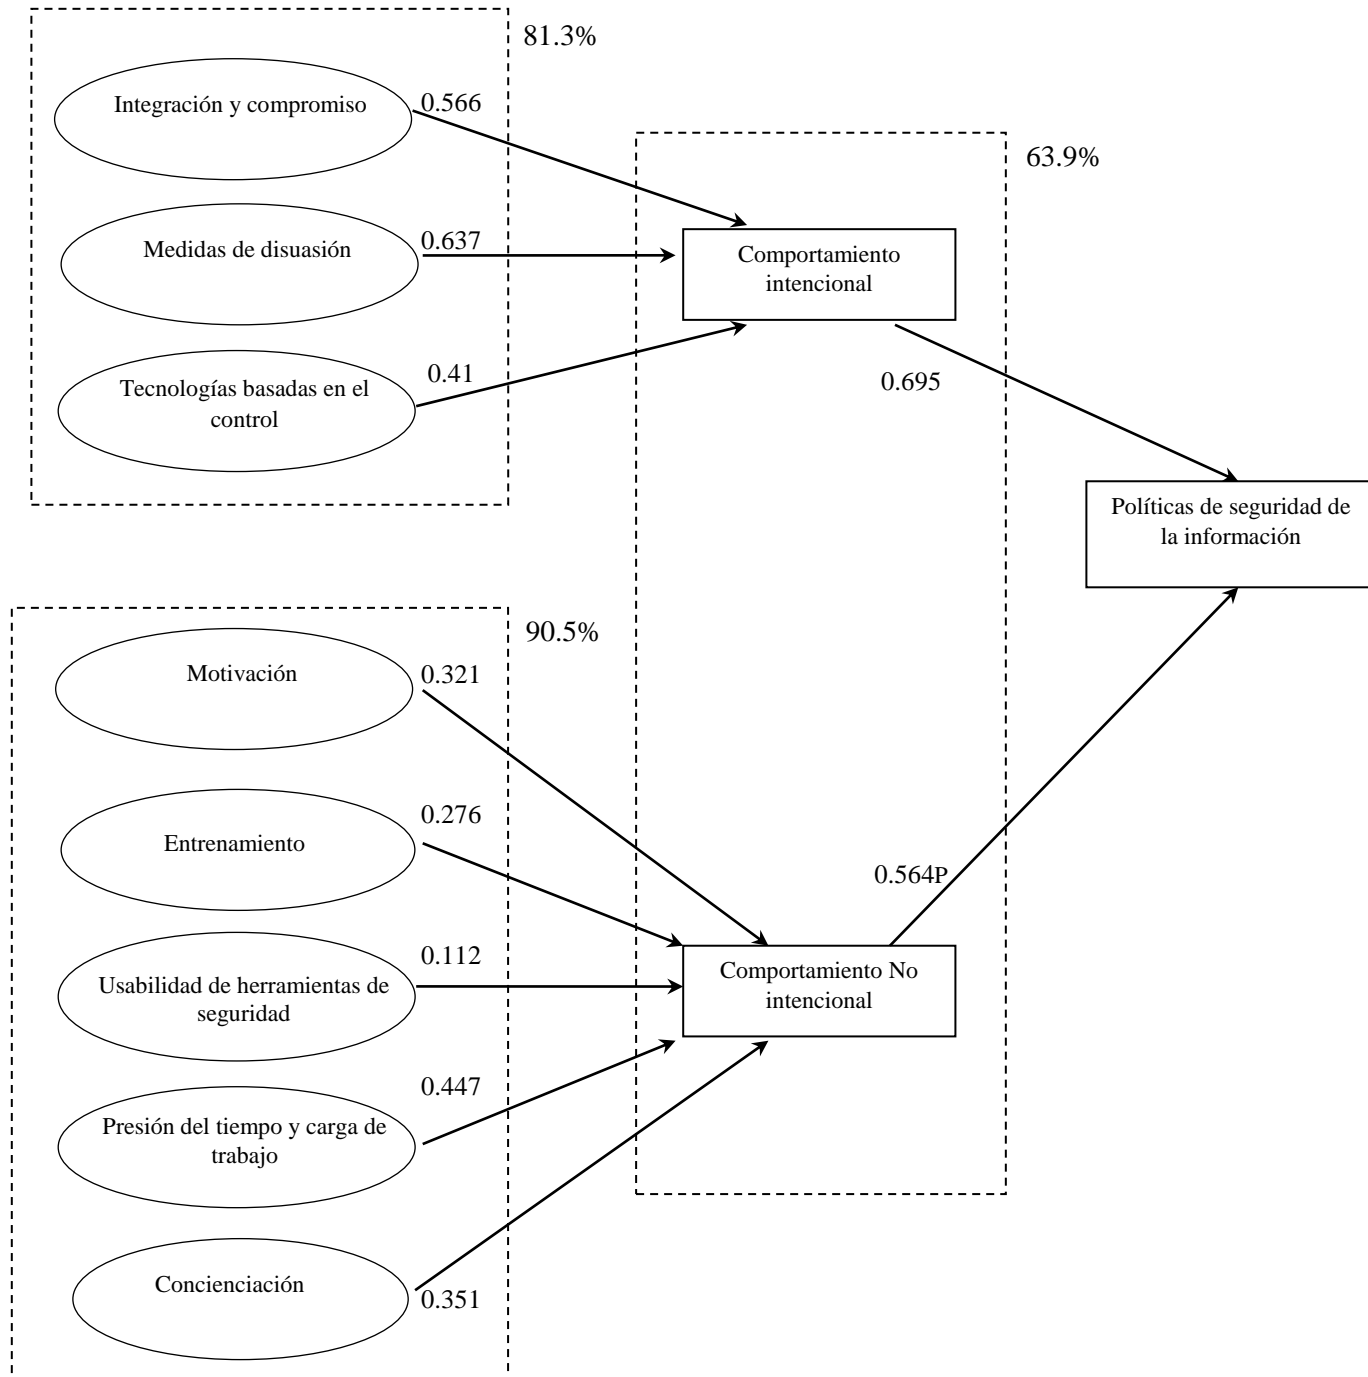 81.3%
Integración y compromiso
0.566
63.9%
Medidas de disuasión
0.637
Comportamiento
intencional
Tecnologías basadas en el
control
0.41
0.695
Políticas de seguridad de
la información
90.5%
Motivación
0.321
Entrenamiento
0.276
0.564P
Usabilidad de herramientas de
seguridad
0.112
Comportamiento No
intencional
Presión del tiempo y carga de
trabajo
0.447
Concienciación
0.351